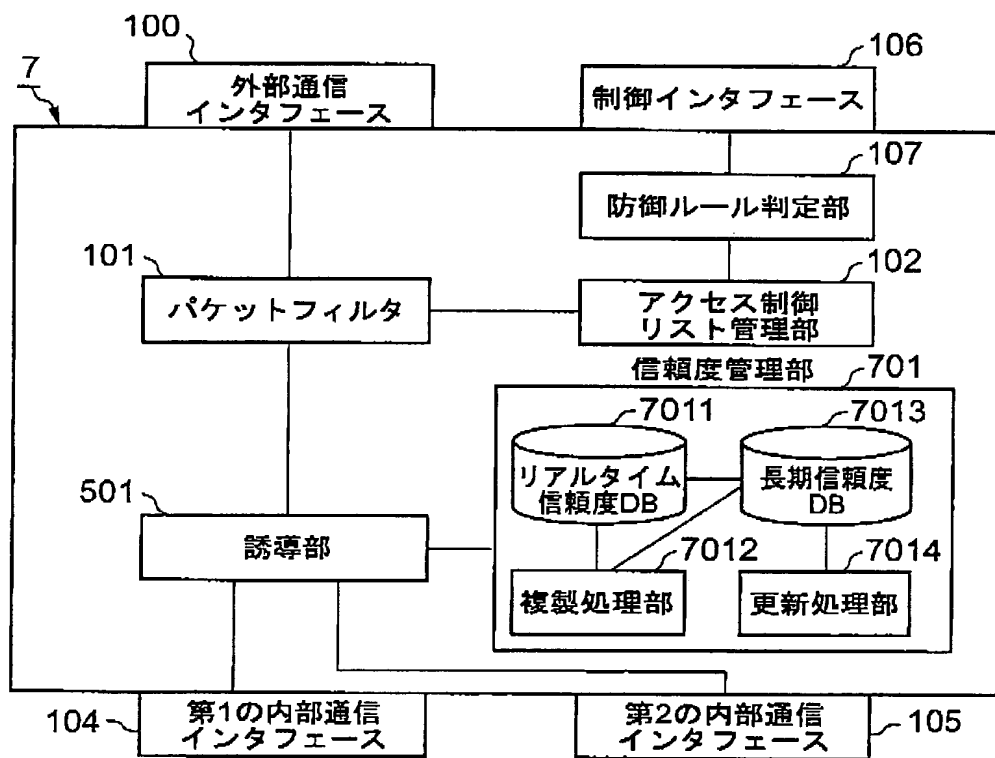 100
外部通信
インタフェース
106
制御インタフェース
7
107
防御ルール判定部
101
パケットフィルタ
102
アクセス制御
リスト管理部
信頼度管理部
701
7011
リアルタイム
信頼度DB
7013
長期信頼度
DB
501
誘導部
7012
複製処理部
7014
更新処理部
104
第1の内部通信
インタフェース
第2の内部通信
インタフェース
105